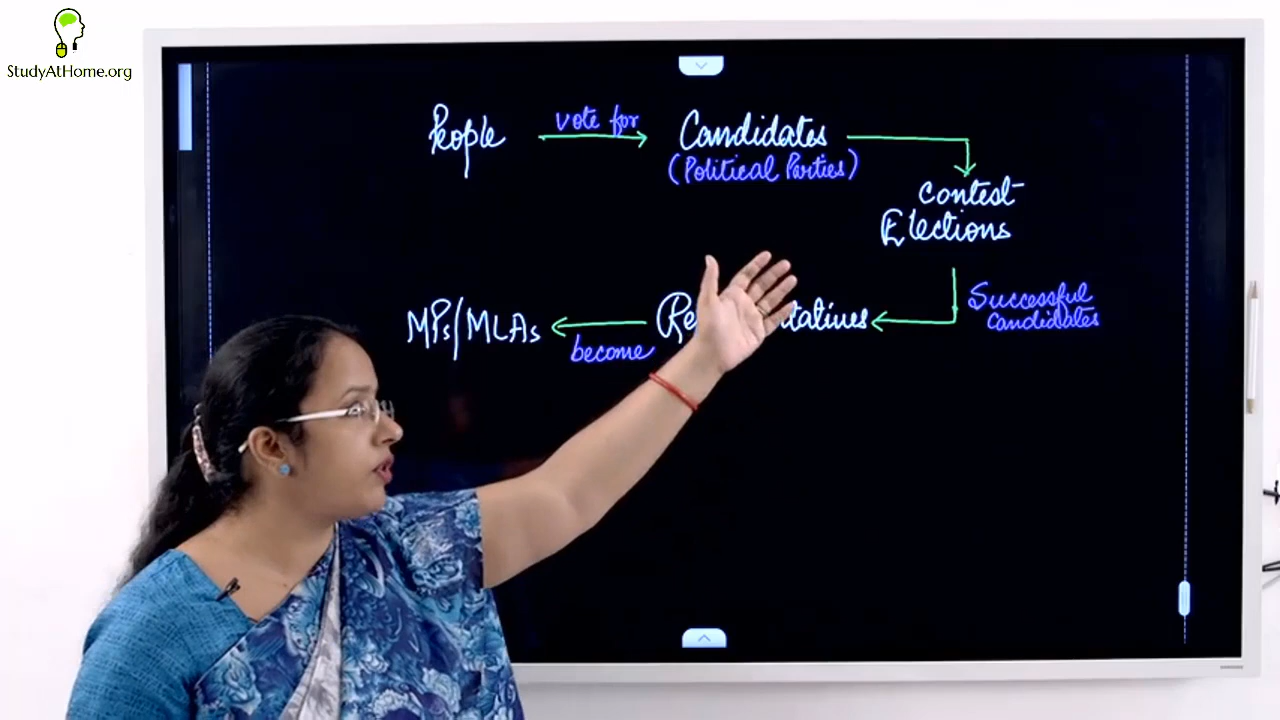 StudyAtHome.org
People
vote for
Candidates
(Political Parties)
Contest
Elections
Successful
Candidates
MPs/MLAs
become